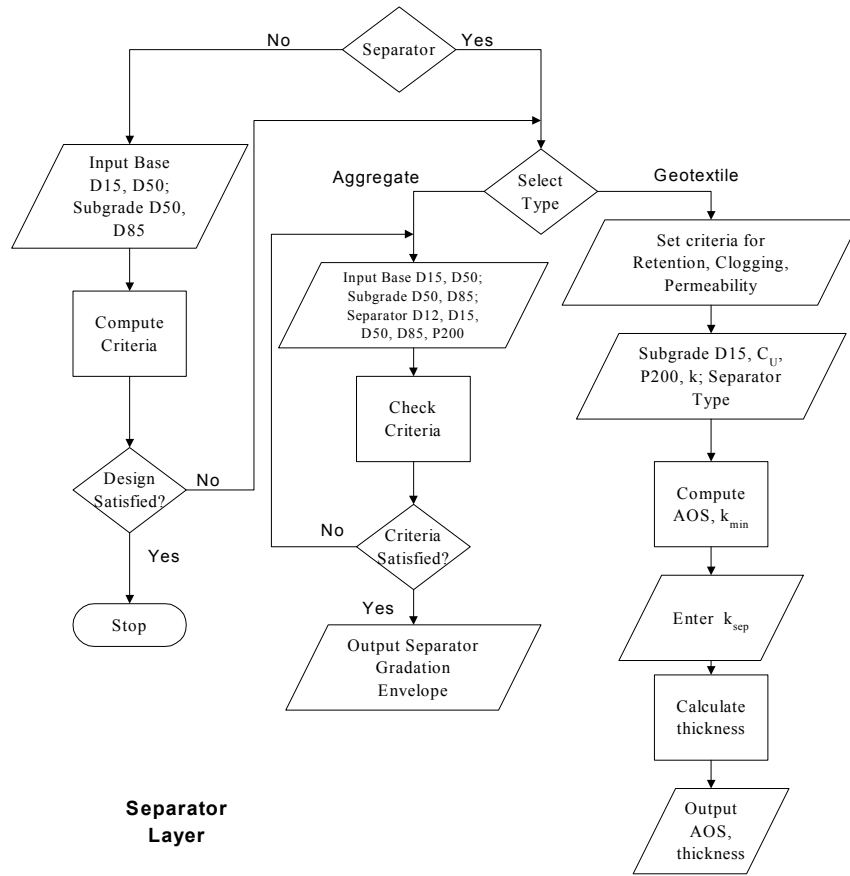 No
Separator
Yes
Input Base
D15, D50;
Subgrade D50,
D85
Compute
Criteria
Design
Satisfied?
No
Yes
Stop
Aggregate
Select
Type
Geotextile
Input Base D15, D50;
Subgrade D50, D85;
Separator D12, D15,
D50, D85, P200
Check
Criteria
No
Criteria
Satisfied?
Yes
Output Separator
Gradation
Envelope
Set criteria for
Retention, Clogging,
Permeability
Subgrade D15, C_U,
P200, k; Separator
Type
Compute
AOS, k_min
Enter k_sep
Calculate
thickness
Output
AOS,
thickness
Separator
Layer